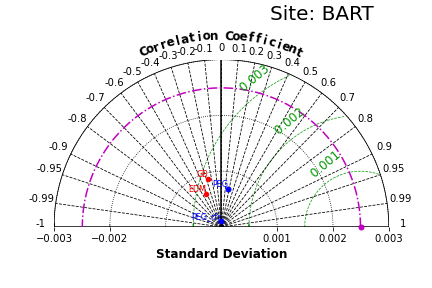 Site: BART
Correlation Coefficient
-1 -0.99 -0.95 -0.9 -0.8 -0.7 -0.6 -0.5 -0.4 -0.3 -0.2 -0.1 0 0.1 0.2 0.3 0.4 0.5 0.6 0.7 0.8 0.9 0.95 0.99 1
0.003
0.002
0.001
−0.003 −0.002 0.001 0.002 0.003
Standard Deviation